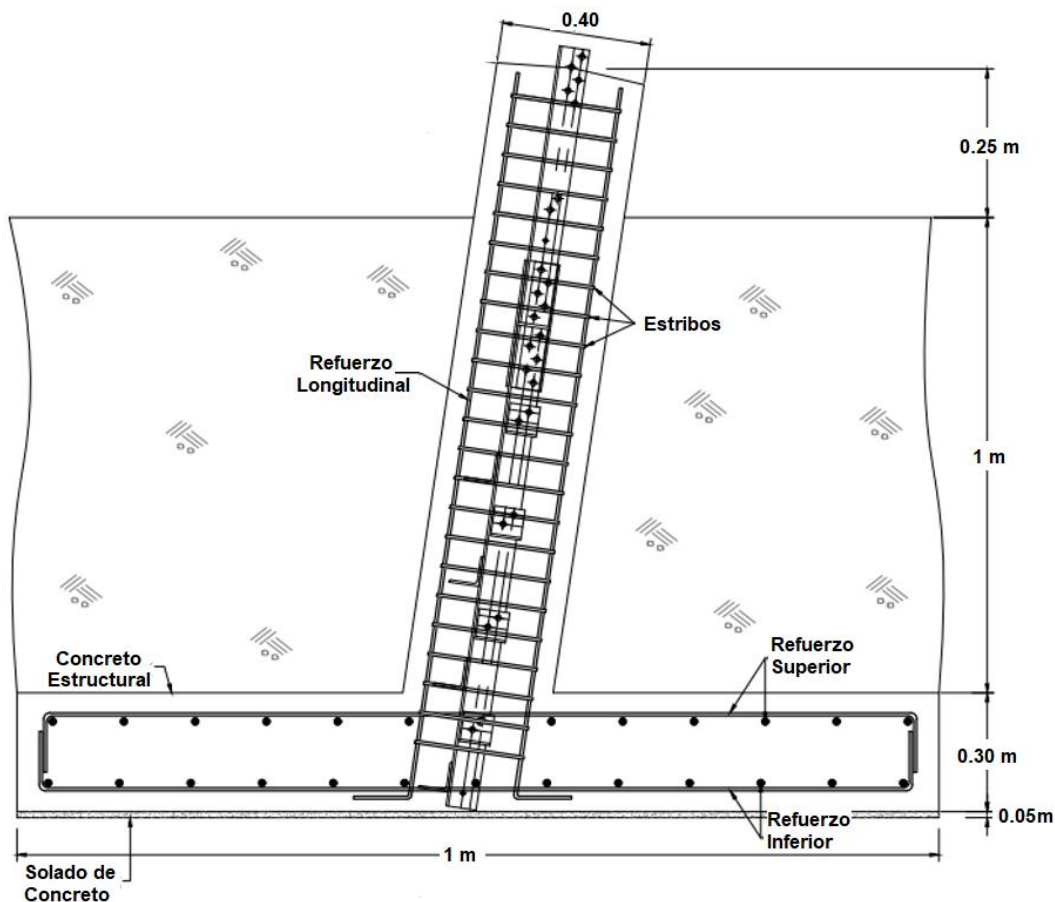 0.40
0.25 m
Estribos
Refuerzo
Longitudinal
1 m
Concreto
Estructural
Refuerzo
Superior
0.30 m
0.05m
Refuerzo
Inferior
1 m
Solado de
Concreto